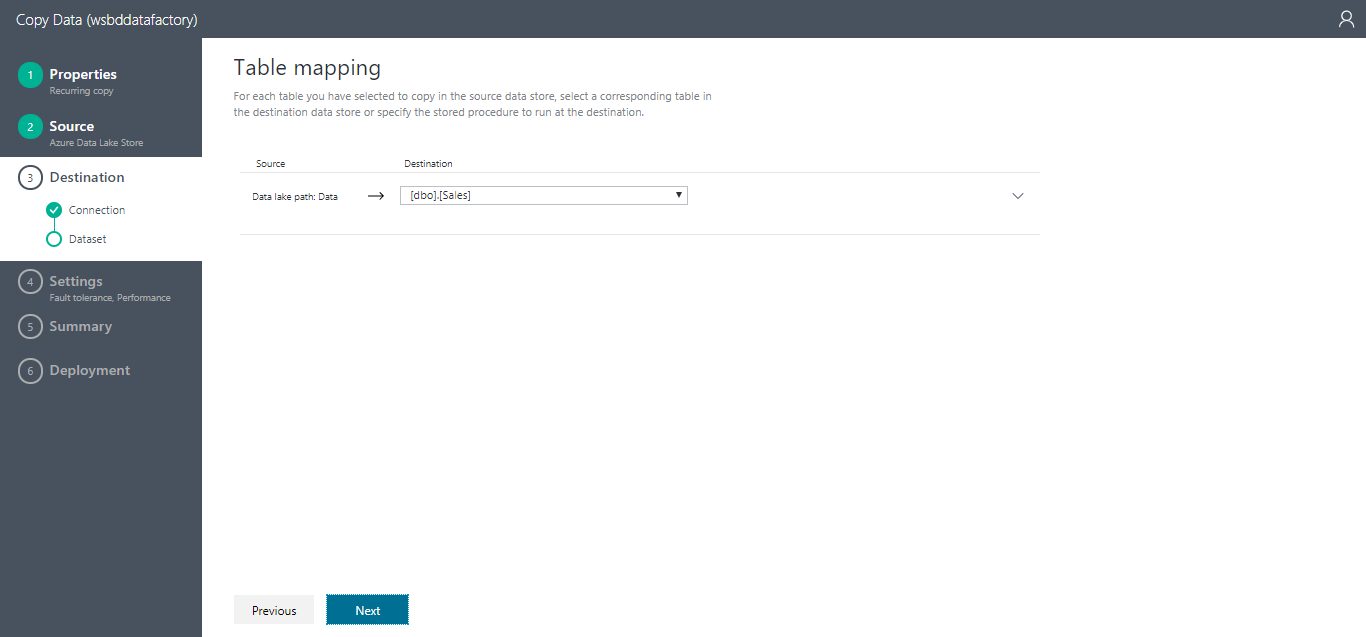 Copy Data (wsbddatafactory)
1 Properties
Recurring copy
2 Source
Azure Data Lake Store
3 Destination
Connection
Dataset
4 Settings
Fault tolerance, Performance
5 Summary
6 Deployment
Table mapping
For each table you have selected to copy in the source data store, select a corresponding table in
the destination data store or specify the stored procedure to run at the destination.
Source Destination
Data lake path: Data → [dbo].[Sales]
Previous Next